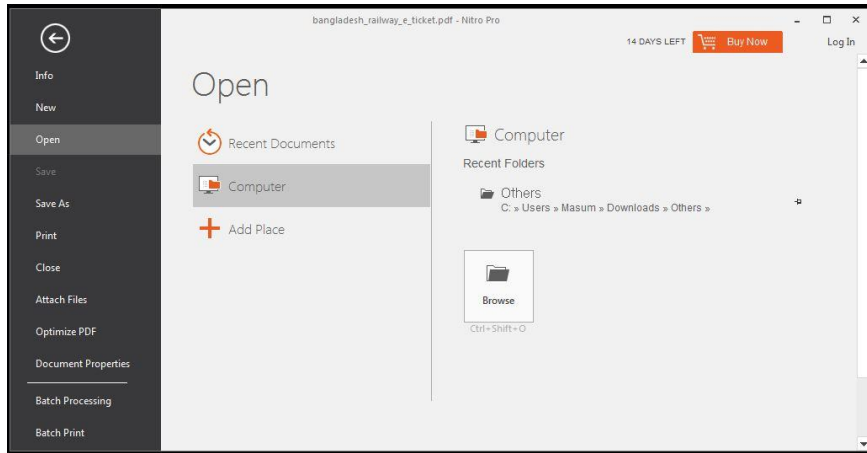 bangladesh_railway_e_ticket.pdf - Nitro Pro
14 DAYS LEFT
Buy Now
Log In
Info
New
Open
Save
Save As
Print
Close
Attach Files
Optimize PDF
Document Properties
Batch Processing
Batch Print
Open
Recent Documents
Computer
Add Place
Computer
Recent Folders
Others
C: » Users » Masum » Downloads » Others »
Browse
Ctrl+Shift+O